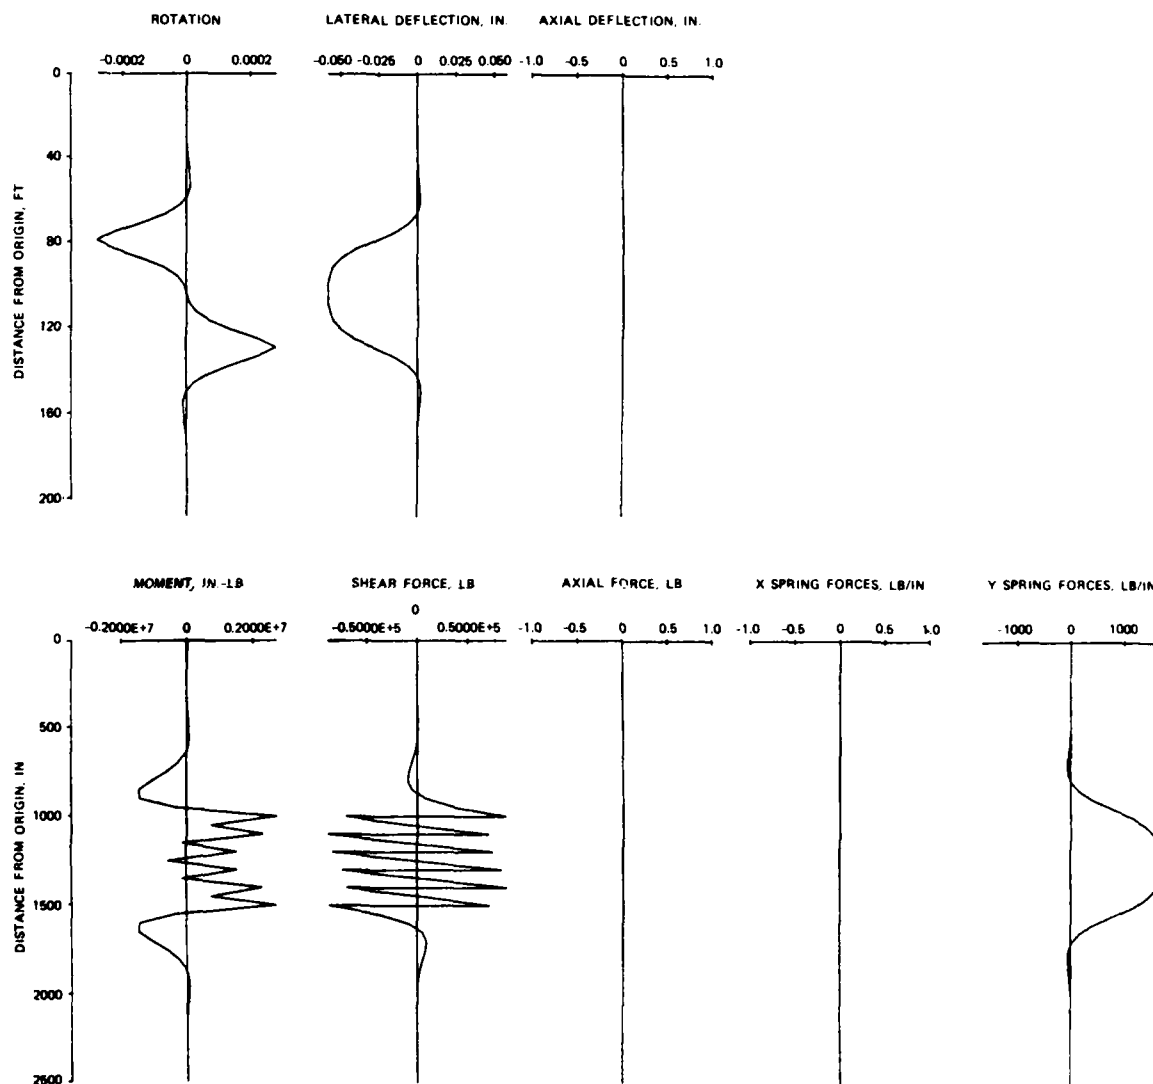 ROTATION LATERAL DEFLECTION, IN. AXIAL DEFLECTION, IN.
-0.0002 0 0.0002 -0.050 -0.025 0 0.025 0.050 -1.0 -0.5 0 0.5 1.0
0
40
80
120
160
200
DISTANCE FROM ORIGIN, FT
MOMENT, IN.-LB SHEAR FORCE, LB AXIAL FORCE, LB X SPRING FORCES, LB/IN Y SPRING FORCES, LB/IN
-0.2000E+7 0 0.2000E+7 -0.5000E+5 0 0.5000E+5 -1.0 -0.5 0 0.5 1.0 -1.0 -0.5 0 0.5 1.0 -1000 0 1000
0
500
1000
1500
2000
2500
DISTANCE FROM ORIGIN, IN